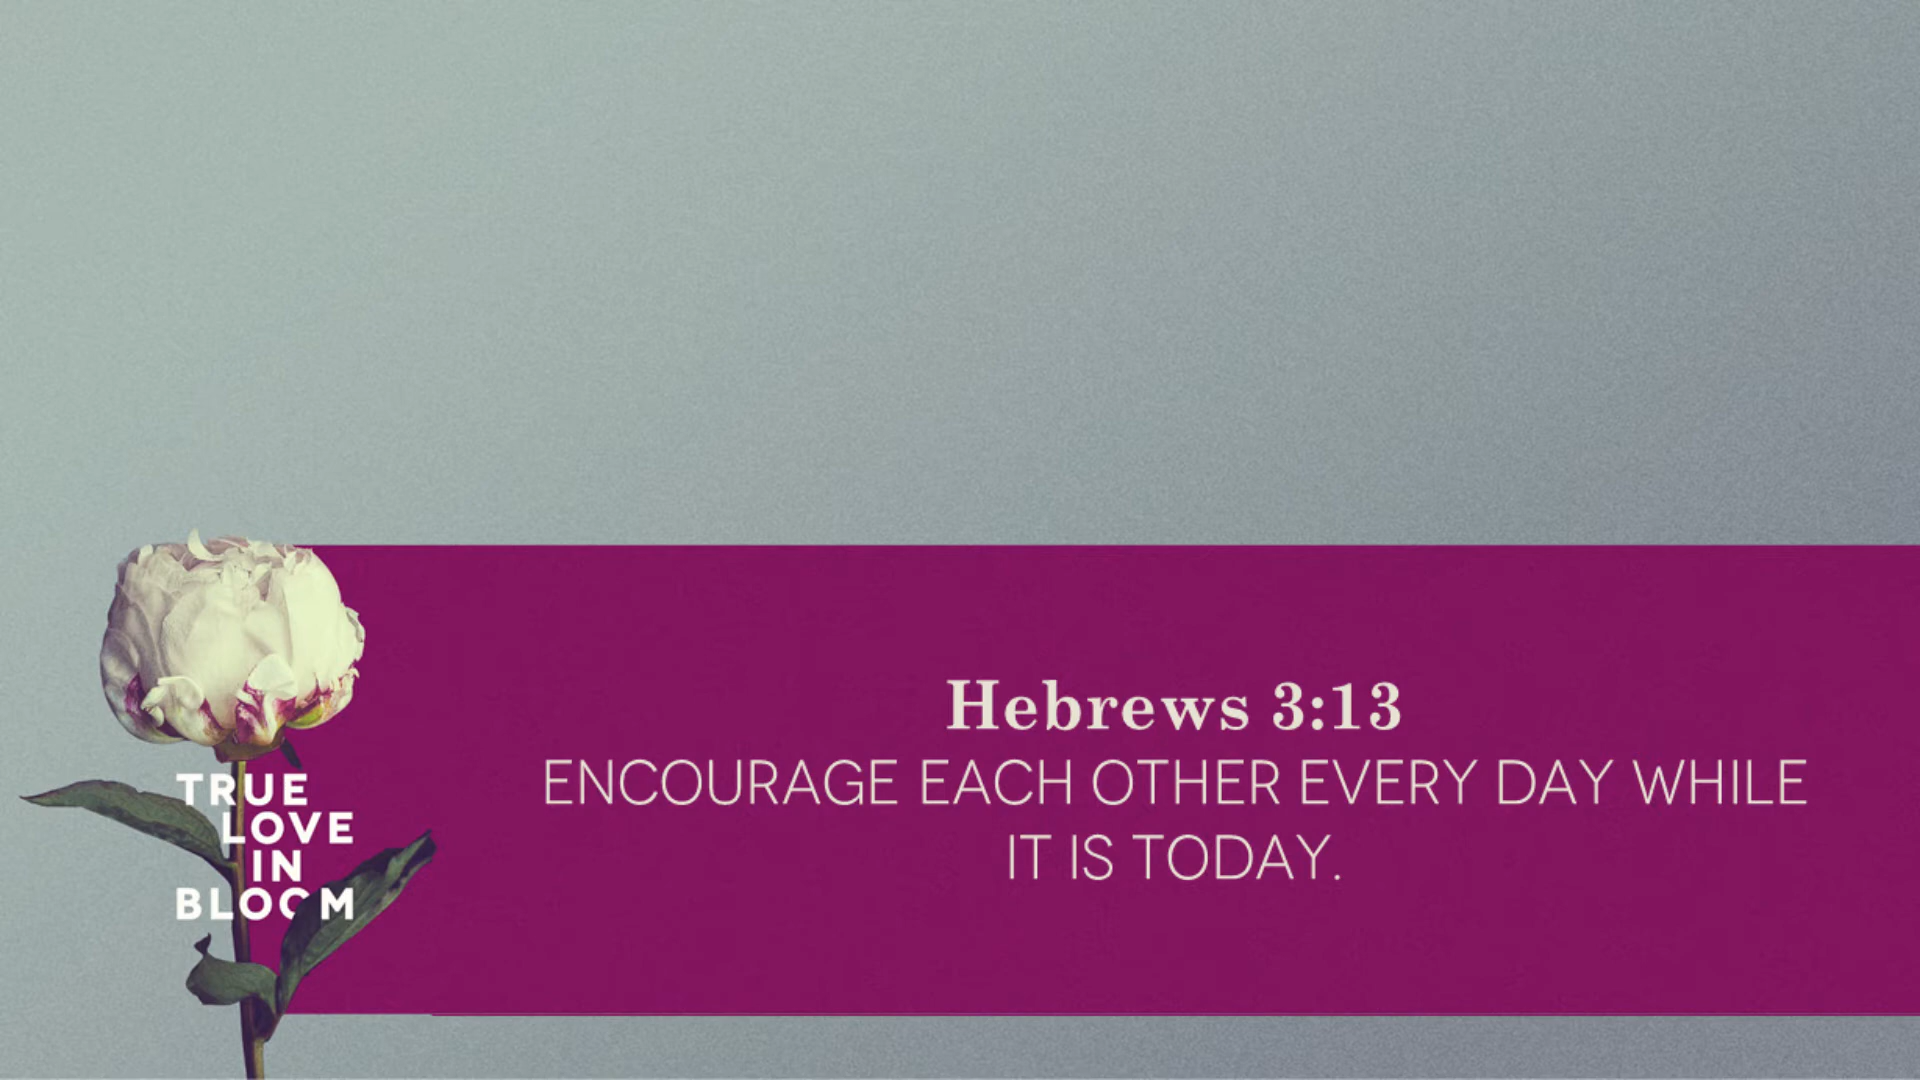 Hebrews 3:13
ENCOURAGE EACH OTHER EVERY DAY WHILE
IT IS TODAY.
TRUE
LOVE
IN
BLOOM